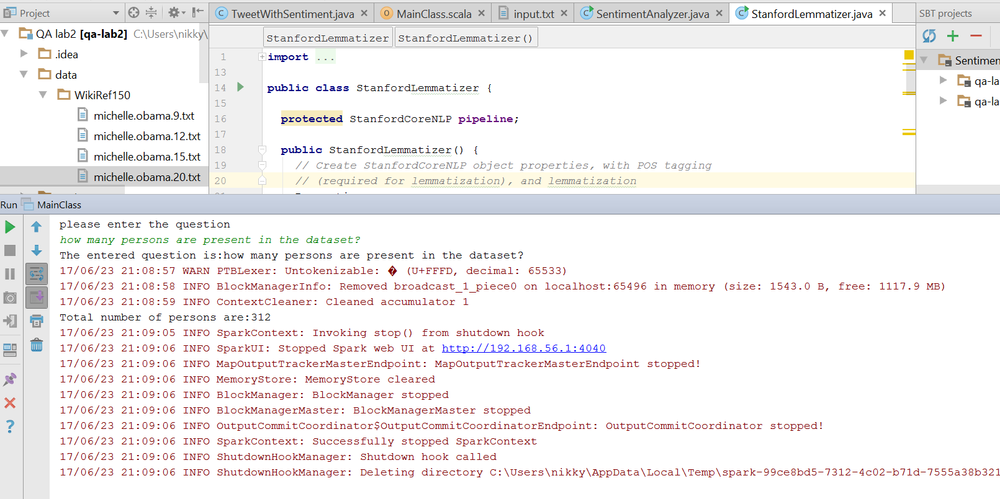 Project
TweetWithSentiment.java
MainClass.scala
input.txt
SentimentAnalyzer.java
StanfordLemmatizer.java
SBT projects
QA lab2 [qa-lab2] C:\Users\nikky\
.idea
data
WikiRef150
michelle.obama.9.txt
michelle.obama.12.txt
michelle.obama.15.txt
michelle.obama.20.txt
StanfordLemmatizer StanfordLemmatizer()
1 import ...
13
14 public class StanfordLemmatizer {
15
16 protected StanfordCoreNLP pipeline;
17
18 public StanfordLemmatizer() {
19 // Create StanfordCoreNLP object properties, with POS tagging
20 // (required for lemmatization), and lemmatization
Sentimen
qa-la
qa-la
Run MainClass
please enter the question
how many persons are present in the dataset?
The entered question is:how many persons are present in the dataset?
17/06/23 21:08:57 WARN PTBLexer: Untokenizable: � (U+FFFD, decimal: 65533)
17/06/23 21:08:58 INFO BlockManagerInfo: Removed broadcast_1_piece0 on localhost:65496 in memory (size: 1543.0 B, free: 1117.9 MB)
17/06/23 21:08:59 INFO ContextCleaner: Cleaned accumulator 1
Total number of persons are:312
17/06/23 21:09:05 INFO SparkContext: Invoking stop() from shutdown hook
17/06/23 21:09:06 INFO SparkUI: Stopped Spark web UI at http://192.168.56.1:4040
17/06/23 21:09:06 INFO MapOutputTrackerMasterEndpoint: MapOutputTrackerMasterEndpoint stopped!
17/06/23 21:09:06 INFO MemoryStore: MemoryStore cleared
17/06/23 21:09:06 INFO BlockManager: BlockManager stopped
17/06/23 21:09:06 INFO BlockManagerMaster: BlockManagerMaster stopped
17/06/23 21:09:06 INFO OutputCommitCoordinator$OutputCommitCoordinatorEndpoint: OutputCommitCoordinator stopped!
17/06/23 21:09:06 INFO SparkContext: Successfully stopped SparkContext
17/06/23 21:09:06 INFO ShutdownHookManager: Shutdown hook called
17/06/23 21:09:06 INFO ShutdownHookManager: Deleting directory C:\Users\nikky\AppData\Local\Temp\spark-99ce8bd5-7312-4c02-b71d-7555a38b321